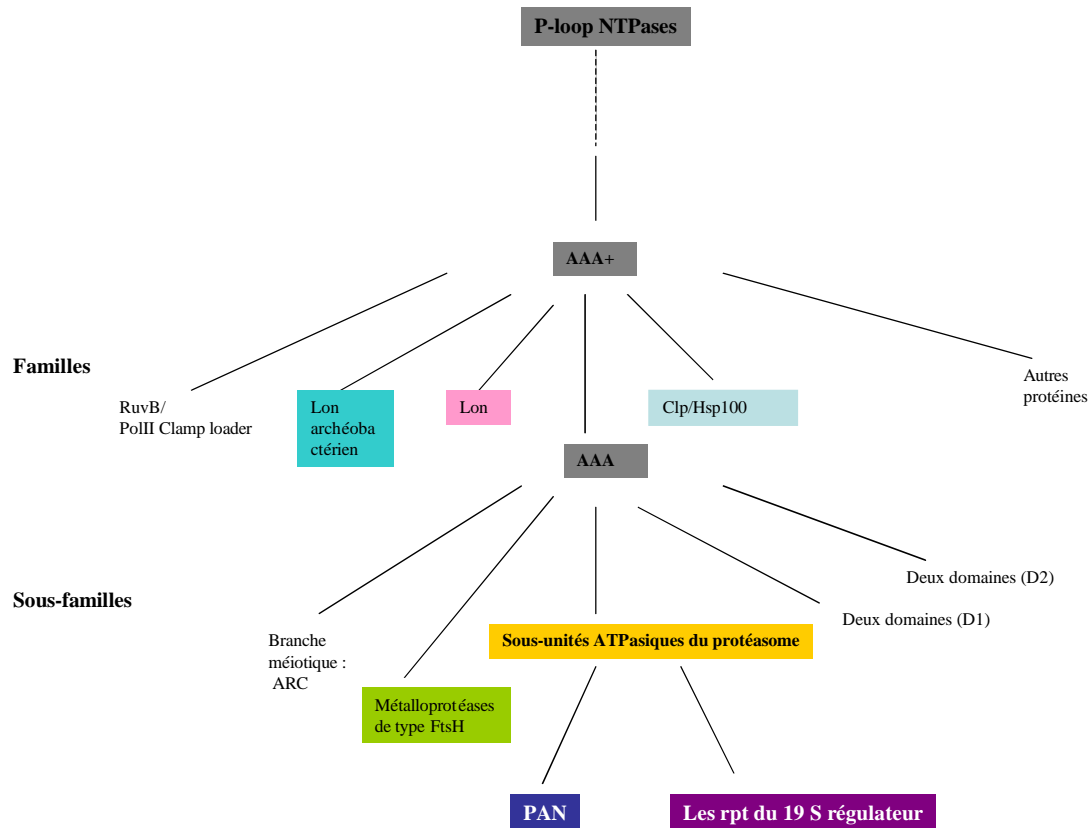 P-loop NTPases
AAA+
Familles
RuvB/
PolII Clamp loader
Lon
archéoba
ctérien
Lon
Clp/Hsp100
Autres
protéines
AAA
Sous-familles
Branche
méiotique :
ARC
Métalloprotéases
de type FtsH
Sous-unités ATPasiques du protéasome
Deux domaines (D1)
Deux domaines (D2)
PAN
Les rpt du 19 S régulateur